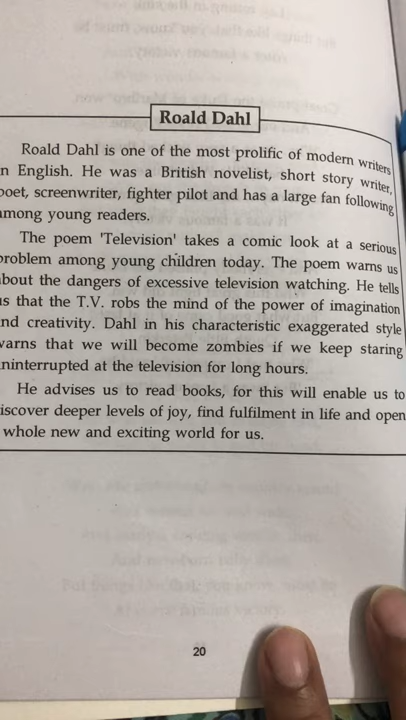 Roald Dahl
Roald Dahl is one of the most prolific of modern writers
n English. He was a British novelist, short story writer,
poet, screenwriter, fighter pilot and has a large fan following
among young readers.
The poem 'Television' takes a comic look at a serious
problem among young children today. The poem warns us
about the dangers of excessive television watching. He tells
us that the T.V. robs the mind of the power of imagination
nd creativity. Dahl in his characteristic exaggerated style
warns that we will become zombies if we keep staring
ninterrupted at the television for long hours.
He advises us to read books, for this will enable us to
iscover deeper levels of joy, find fulfilment in life and open
whole new and exciting world for us.
20